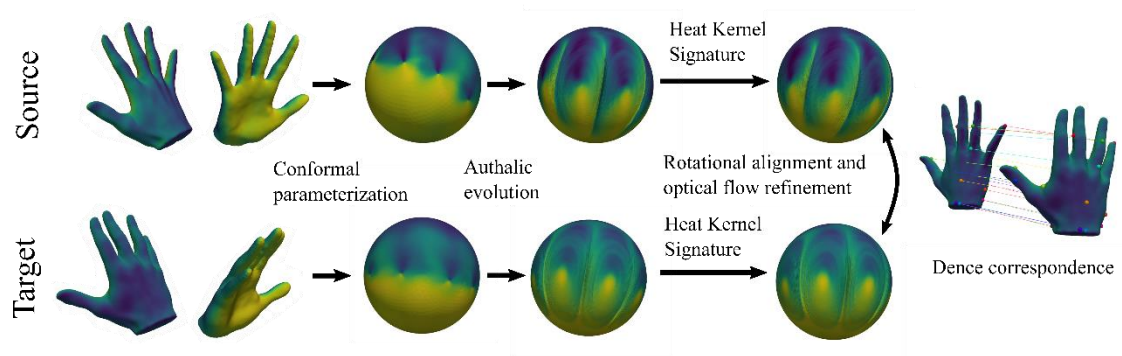 Source
Heat Kernel
Signature
Conformal
parameterization
Authalic
evolution
Rotational alignment and
optical flow refinement
Target
Heat Kernel
Signature
Dence correspondence